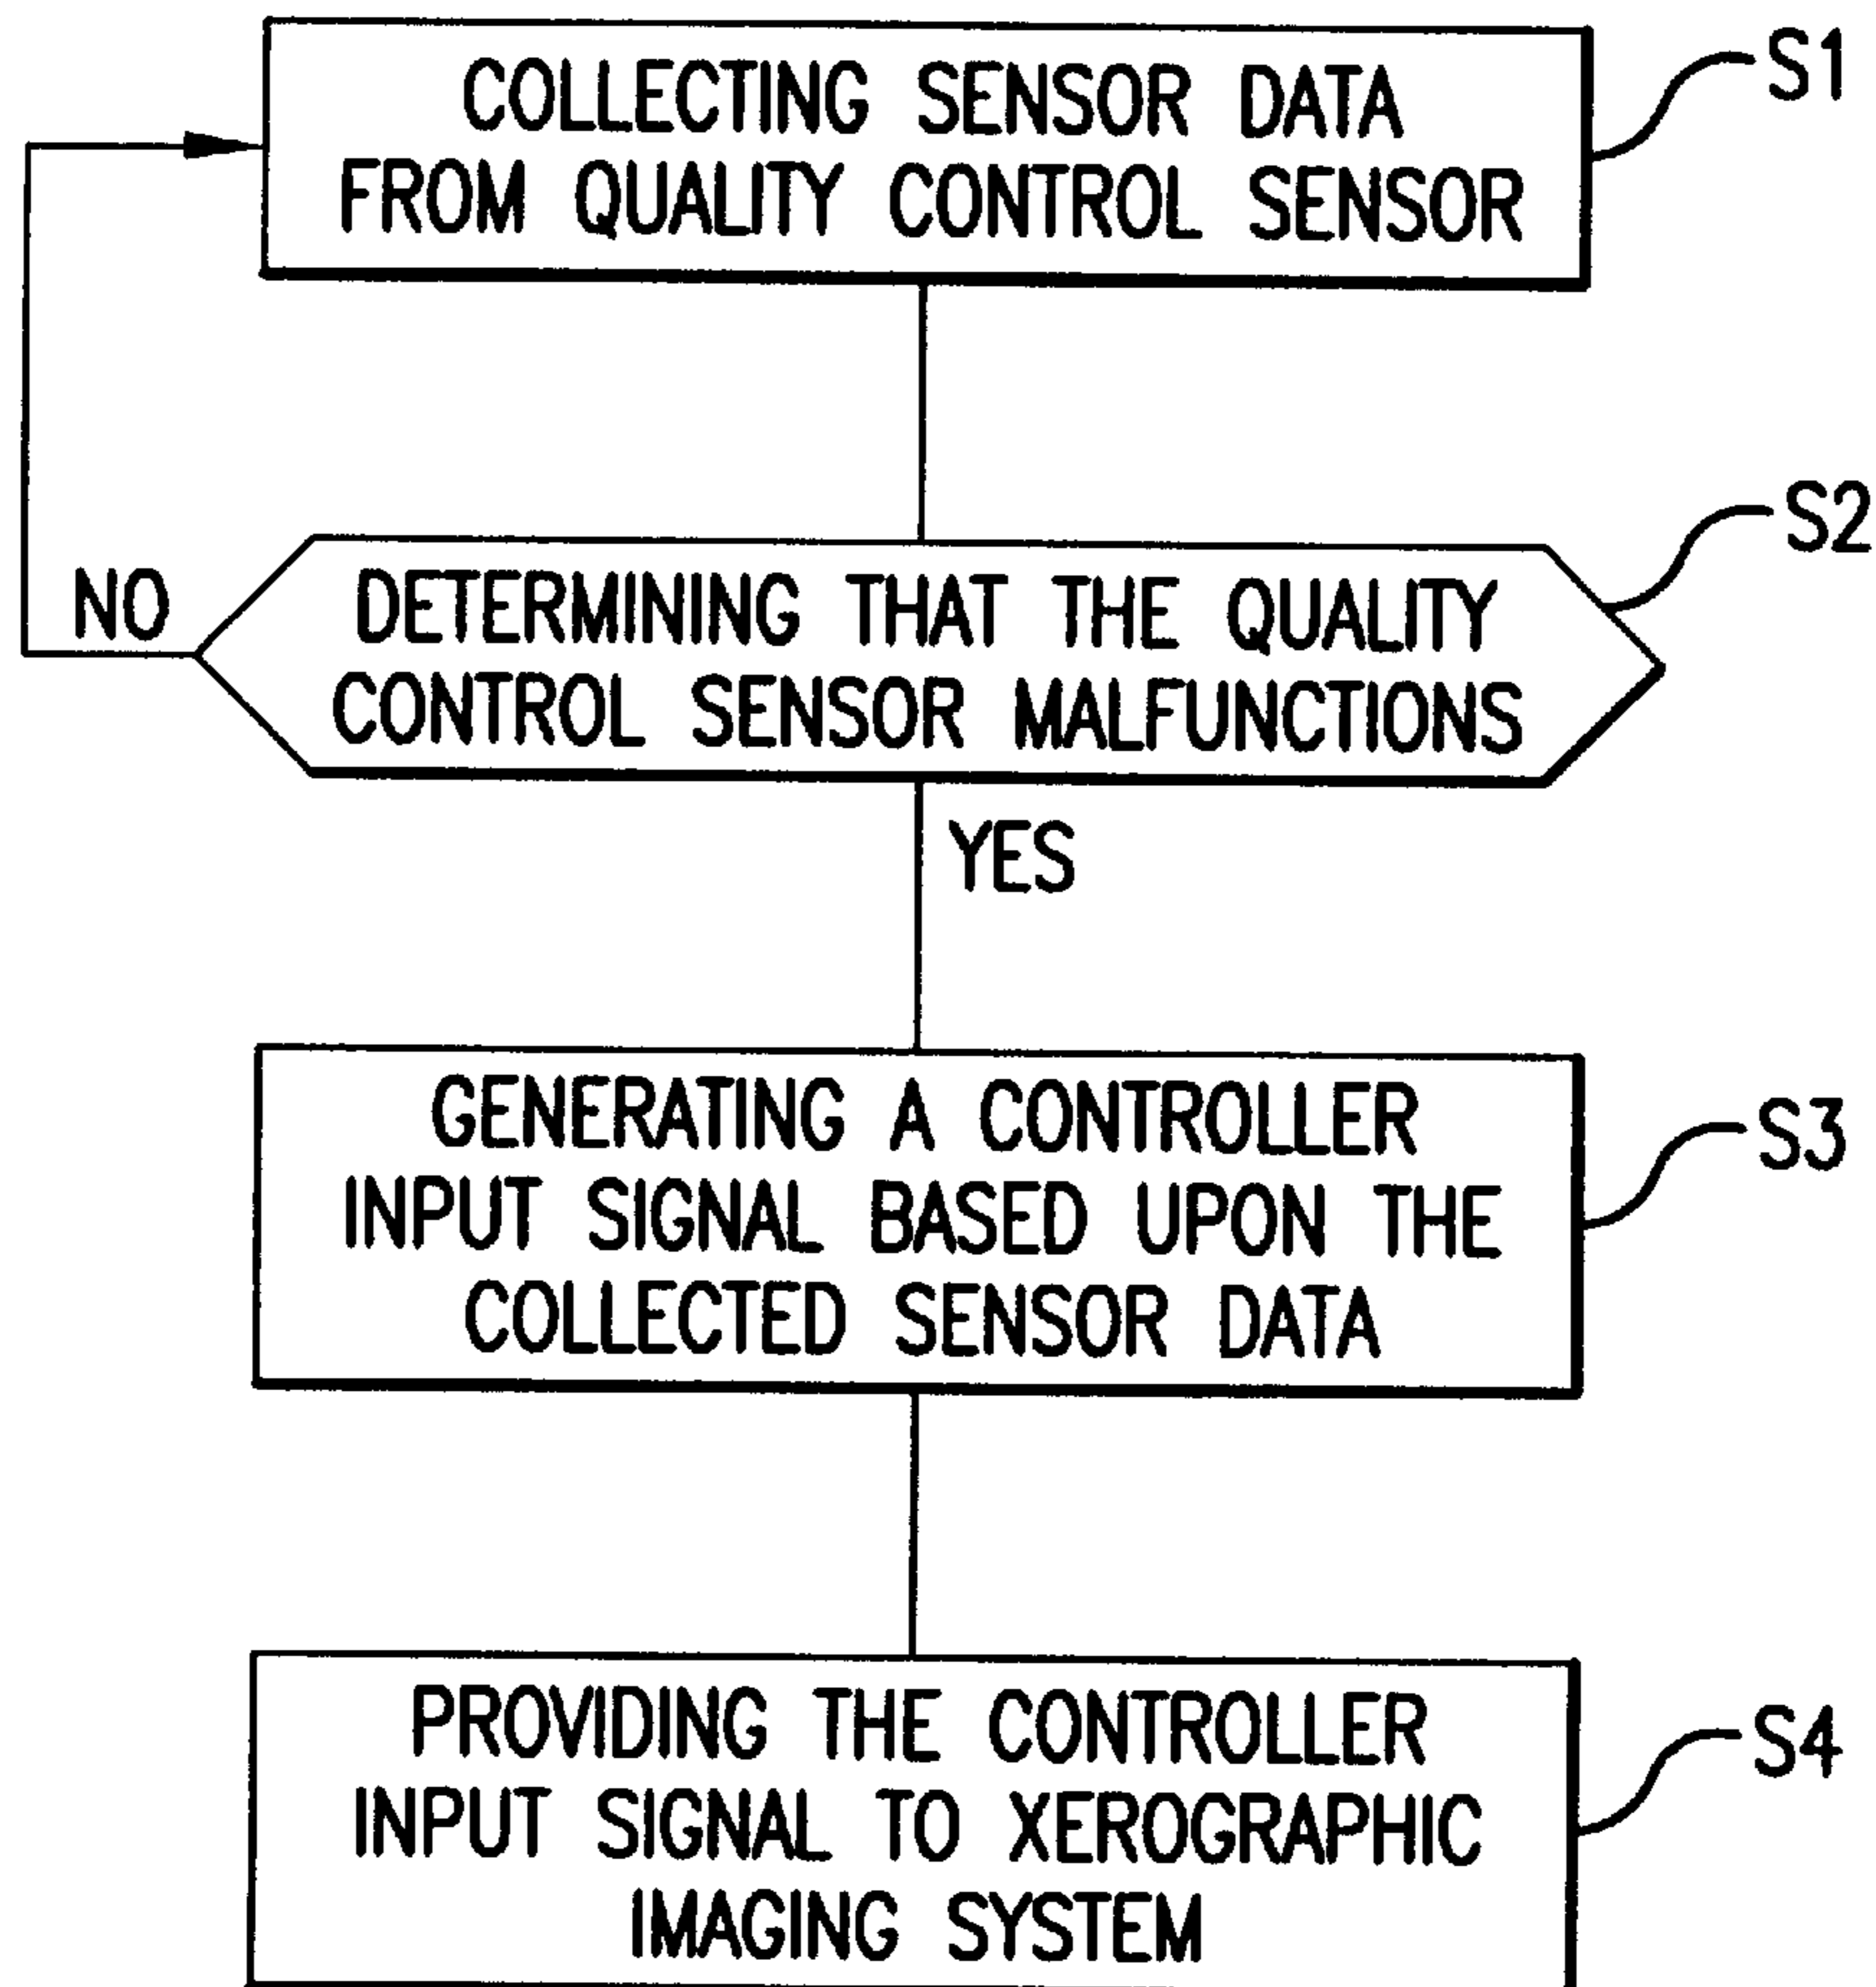 COLLECTING SENSOR DATA
FROM QUALITY CONTROL SENSOR
S1
NO
DETERMINING THAT THE QUALITY
CONTROL SENSOR MALFUNCTIONS
S2
YES
GENERATING A CONTROLLER
INPUT SIGNAL BASED UPON THE
COLLECTED SENSOR DATA
S3
PROVIDING THE CONTROLLER
INPUT SIGNAL TO XEROGRAPHIC
IMAGING SYSTEM
S4